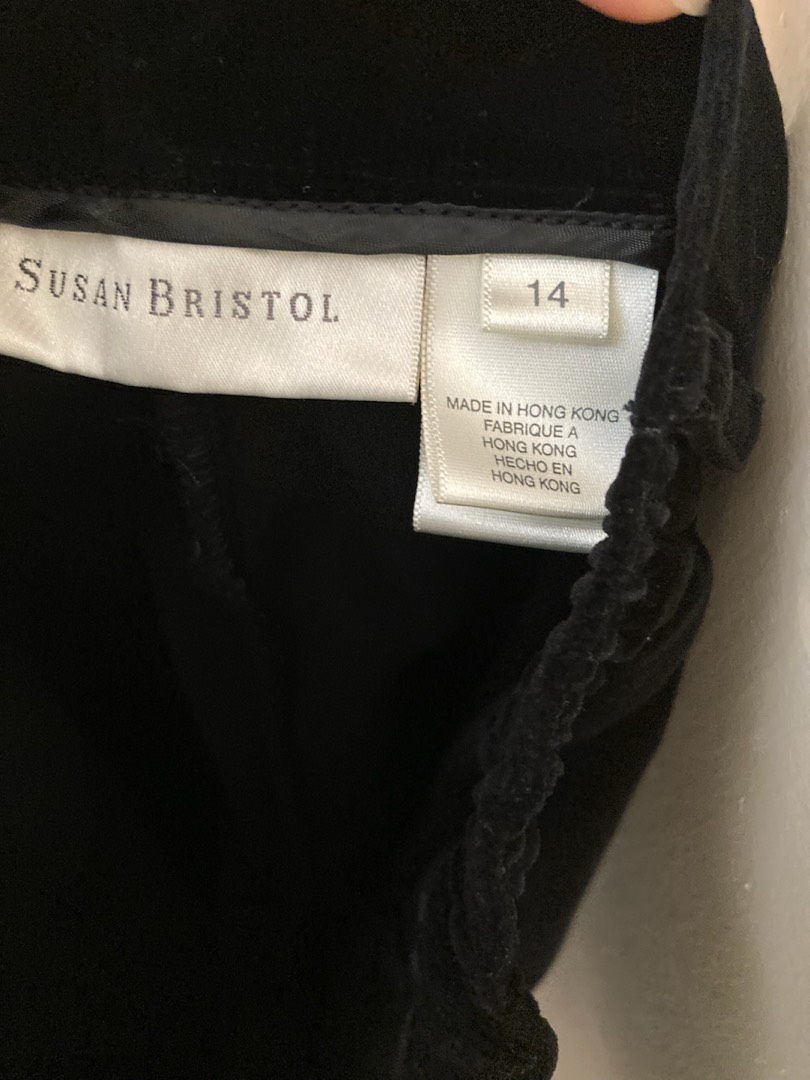 SUSAN BRISTOL
14
MADE IN HONG KONG
FABRIQUE A
HONG KONG
HECHO EN
HONG KONG